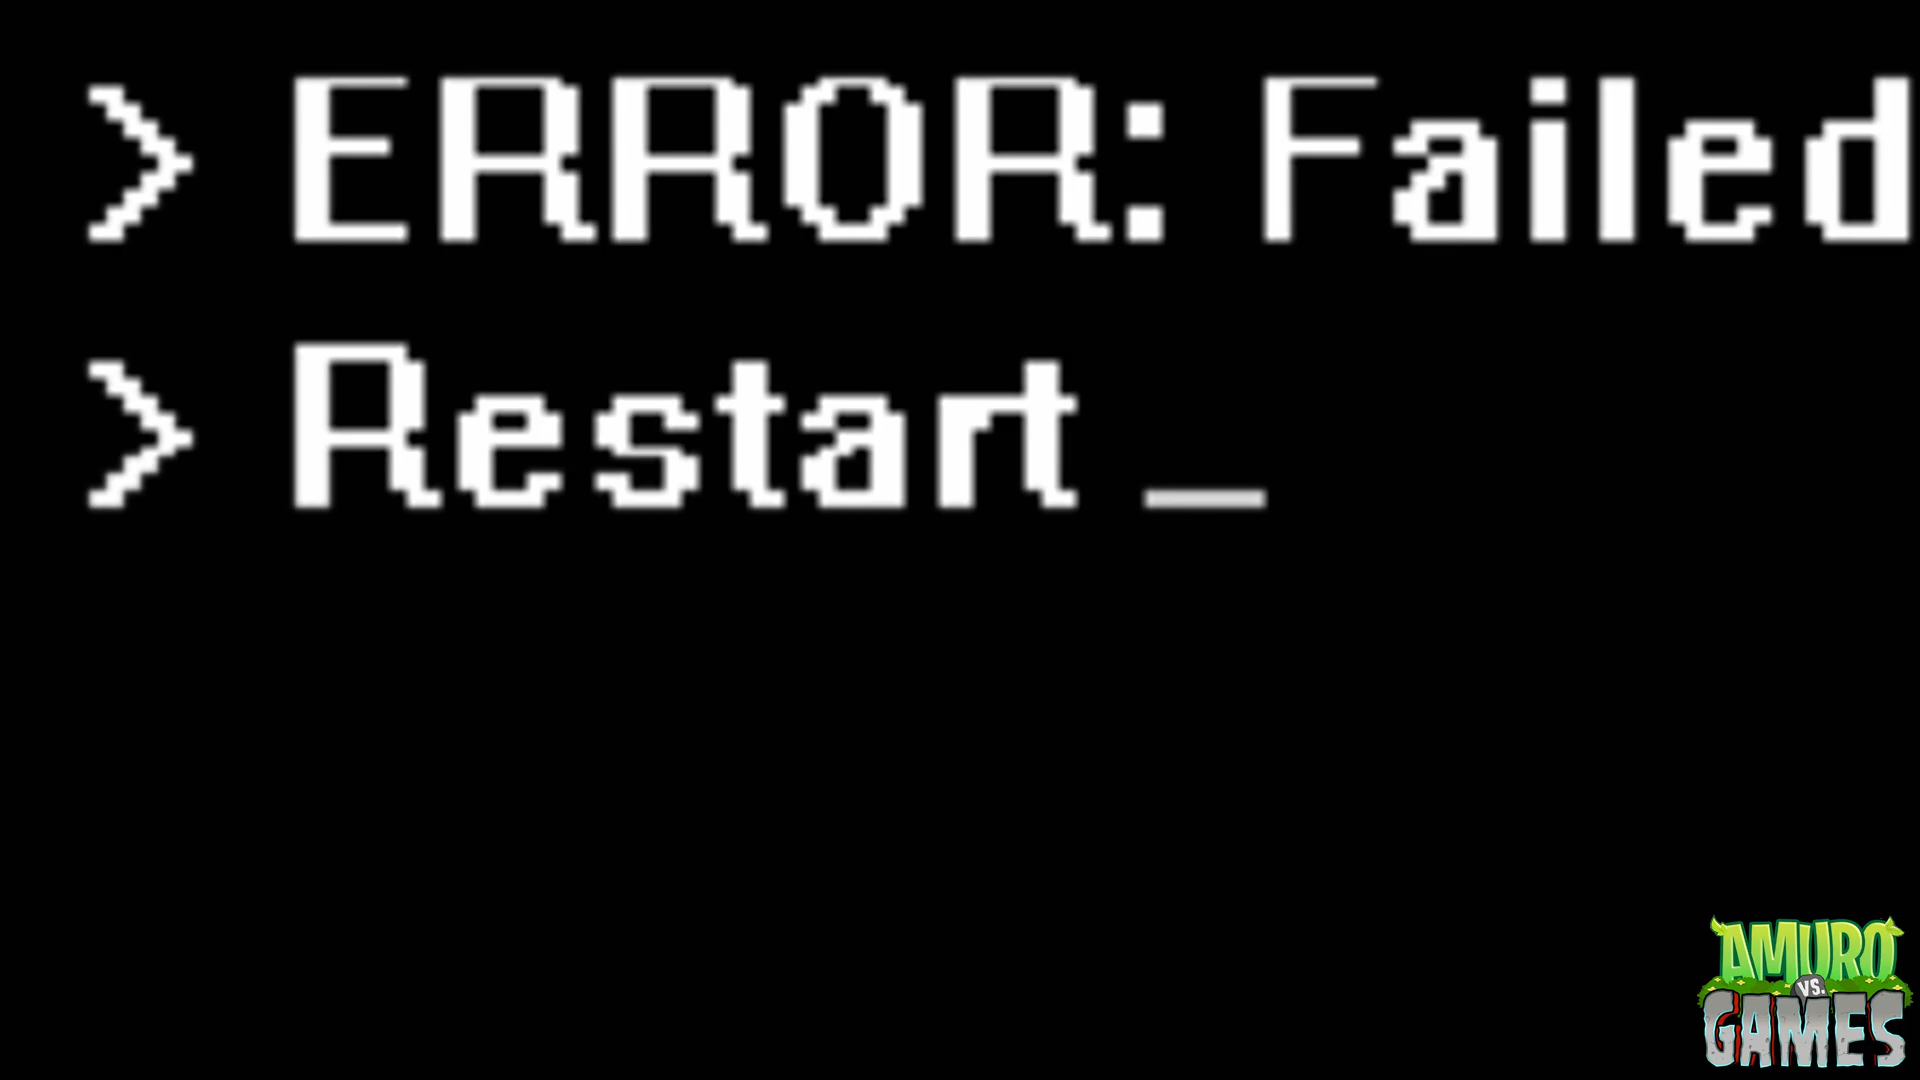 > ERROR: Failed
> Restart _
AMURO
VS.
GAMES